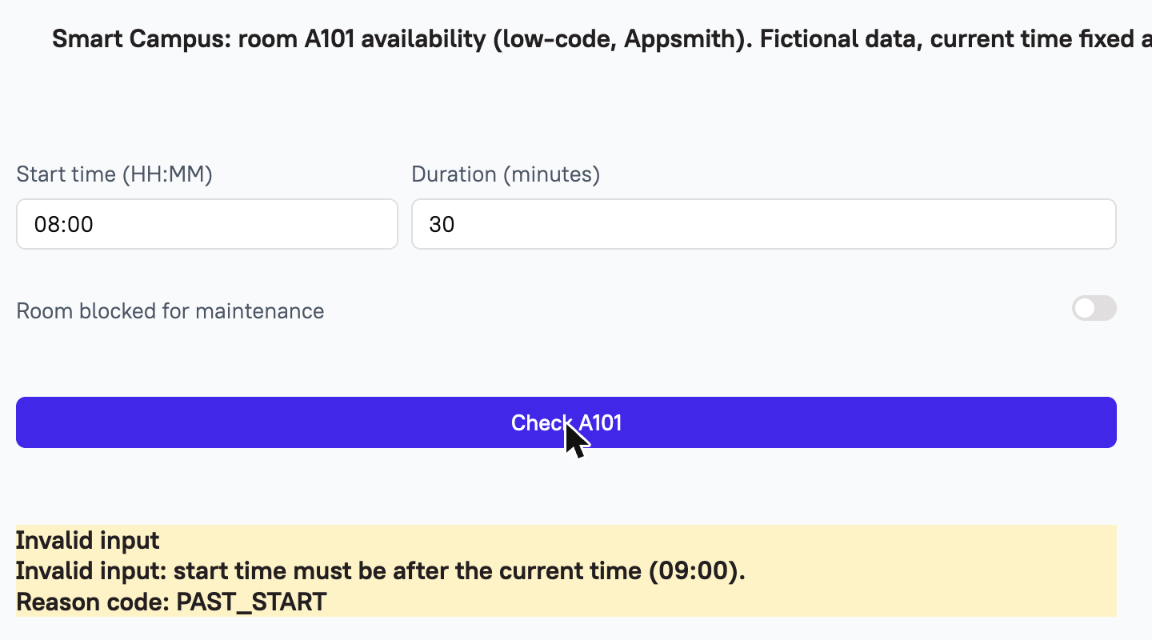 Smart Campus: room A101 availability (low-code, Appsmith). Fictional data, current time fixed a
Start time (HH:MM)
Duration (minutes)
08:00
30
Room blocked for maintenance
Check A101
Invalid input
Invalid input: start time must be after the current time (09:00).
Reason code: PAST_START